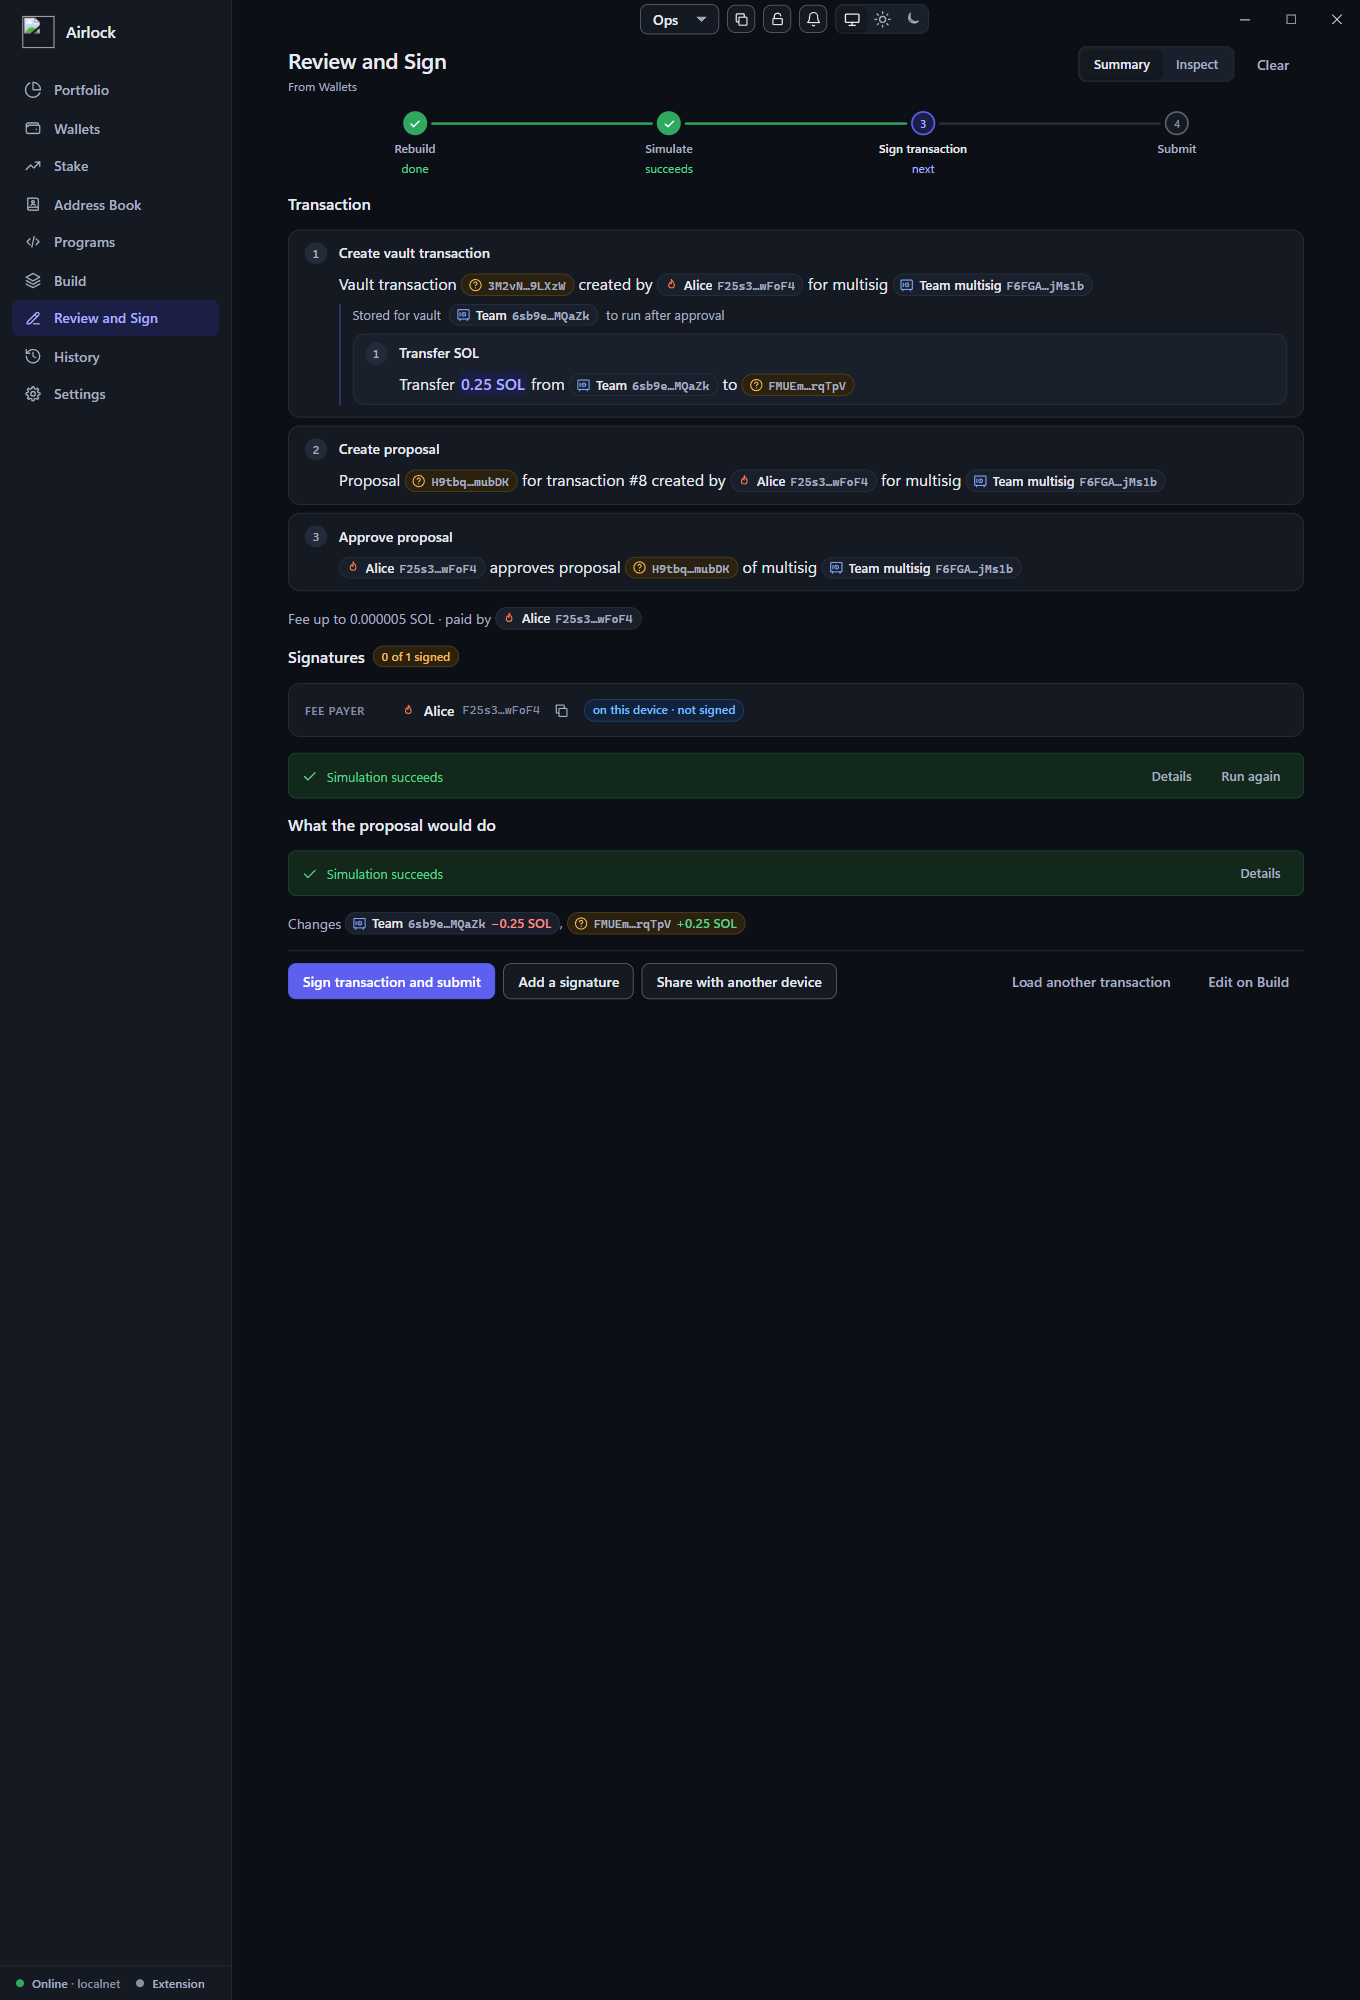 Airlock
Ops
Portfolio
Wallets
Stake
Address Book
Programs
Build
Review and Sign
History
Settings
Review and Sign
From Wallets
Summary
Inspect
Clear
Rebuild
done
Simulate
succeeds
3
Sign transaction
next
4
Submit
Transaction
1 Create vault transaction
Vault transaction 3M2vN…9LXzW created by Alice F25s3…wFoF4 for multisig Team multisig F6FGA…jMs1b
Stored for vault Team 6sb9e…MQaZk to run after approval
1 Transfer SOL
Transfer 0.25 SOL from Team 6sb9e…MQaZk to FMUEm…rqTpV
2 Create proposal
Proposal H9tbq…mubDK for transaction #8 created by Alice F25s3…wFoF4 for multisig Team multisig F6FGA…jMs1b
3 Approve proposal
Alice F25s3…wFoF4 approves proposal H9tbq…mubDK of multisig Team multisig F6FGA…jMs1b
Fee up to 0.000005 SOL · paid by Alice F25s3…wFoF4
Signatures 0 of 1 signed
FEE PAYER Alice F25s3…wFoF4 on this device · not signed
Simulation succeeds Details Run again
What the proposal would do
Simulation succeeds Details
Changes Team 6sb9e…MQaZk −0.25 SOL, FMUEm…rqTpV +0.25 SOL
Sign transaction and submit Add a signature Share with another device Load another transaction Edit on Build
Online · localnet Extension